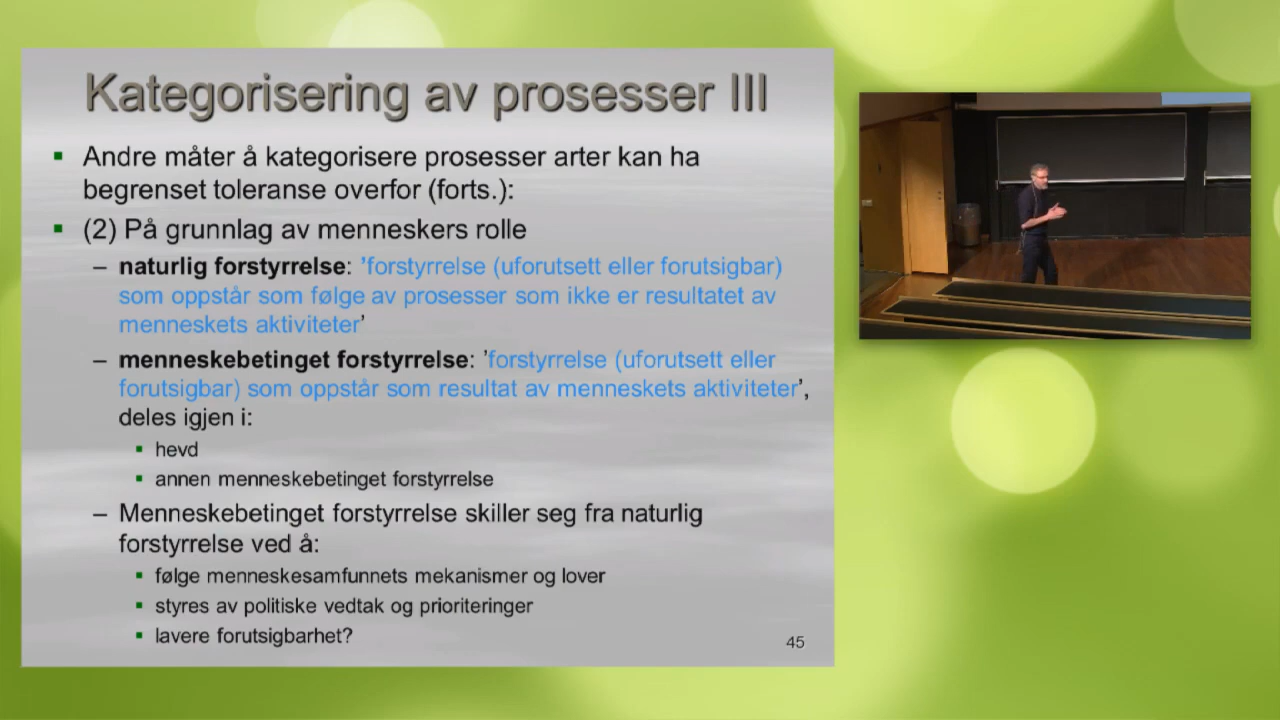 Kategorisering av prosesser III
▪ Andre måter å kategorisere prosesser arter kan ha
begrenset toleranse overfor (forts.):
▪ (2) På grunnlag av menneskers rolle
– naturlig forstyrrelse: ’forstyrrelse (uforutsett eller forutsigbar)
som oppstår som følge av prosesser som ikke er resultatet av
menneskets aktiviteter’
– menneskebetinget forstyrrelse: ’forstyrrelse (uforutsett eller
forutsigbar) som oppstår som resultat av menneskets aktiviteter’,
deles igjen i:
▪ hevd
▪ annen menneskebetinget forstyrrelse
– Menneskebetinget forstyrrelse skiller seg fra naturlig
forstyrrelse ved å:
▪ følge menneskesamfunnets mekanismer og lover
▪ styres av politiske vedtak og prioriteringer
▪ lavere forutsigbarhet?
45